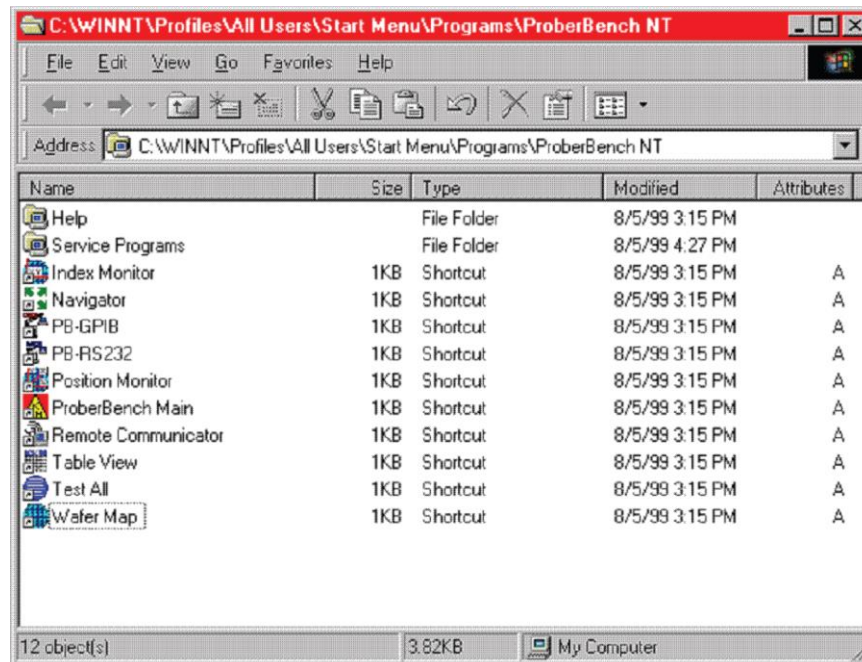 C:\WINNT\Profiles\All Users\Start Menu\Programs\ProberBench NT
File Edit View Go Favorites Help
Address C:\WINNT\Profiles\All Users\Start Menu\Programs\ProberBench NT
Name Size Type Modified Attributes
Help File Folder 8/5/99 3:15 PM
Service Programs File Folder 8/5/99 4:27 PM
Index Monitor 1KB Shortcut 8/5/99 3:15 PM A
Navigator 1KB Shortcut 8/5/99 3:15 PM A
PB-GPIB 1KB Shortcut 8/5/99 3:15 PM A
PB-RS232 1KB Shortcut 8/5/99 3:15 PM A
Position Monitor 1KB Shortcut 8/5/99 3:15 PM A
ProberBench Main 1KB Shortcut 8/5/99 3:15 PM A
Remote Communicator 1KB Shortcut 8/5/99 3:15 PM A
Table View 1KB Shortcut 8/5/99 3:15 PM A
Test All 1KB Shortcut 8/5/99 3:15 PM A
Wafer Map 1KB Shortcut 8/5/99 3:15 PM A
12 object(s) 3.82KB My Computer